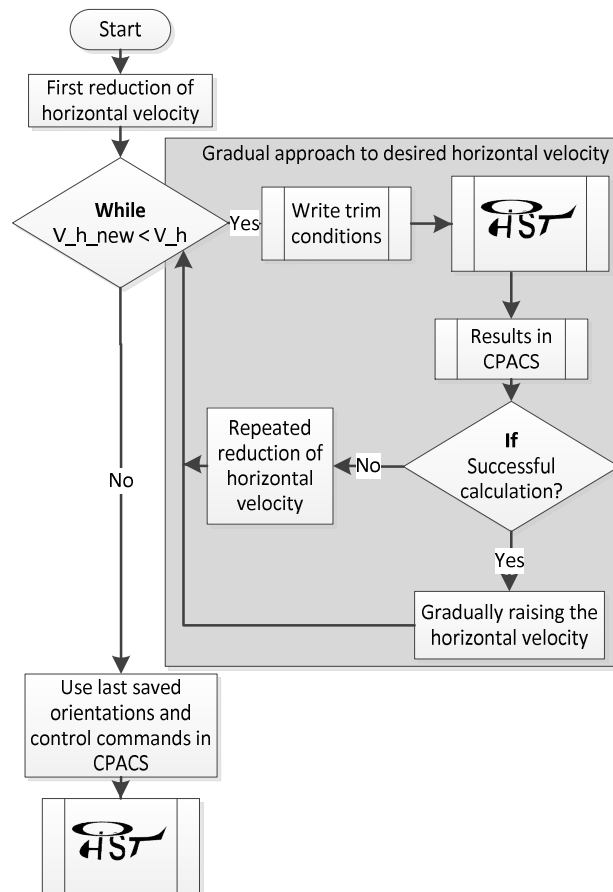 Start
First reduction of
horizontal velocity
Gradual approach to desired horizontal velocity
While
V_h_new < V_h
Yes
Write trim
conditions
HST
Results in
CPACS
If
Successful
calculation?
No
Repeated
reduction of
horizontal
velocity
Yes
Gradually raising the
horizontal velocity
No
Use last saved
orientations and
control commands in
CPACS
HST